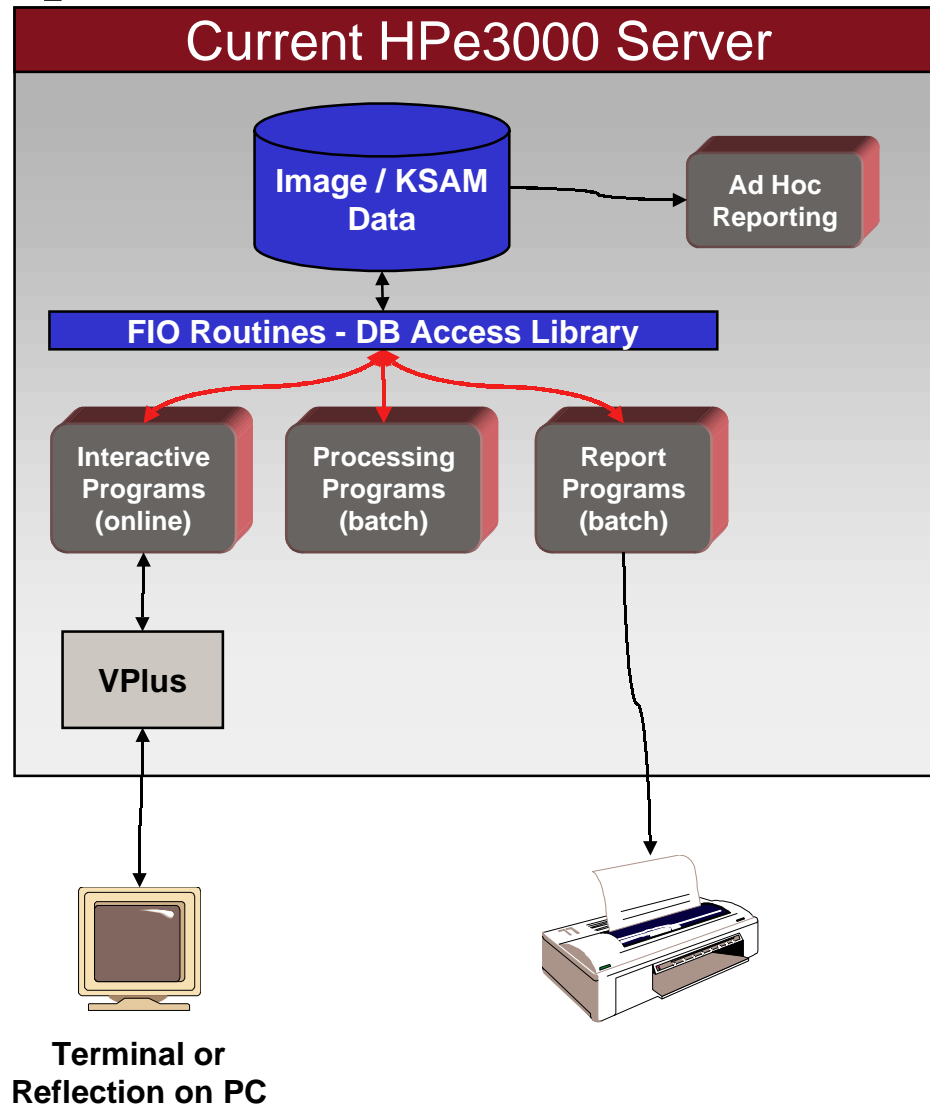 Current HPe3000 Server
Image / KSAM
Data
Ad Hoc
Reporting
FIO Routines - DB Access Library
Interactive
Programs
(online)
Processing
Programs
(batch)
Report
Programs
(batch)
VPlus
Terminal or
Reflection on PC